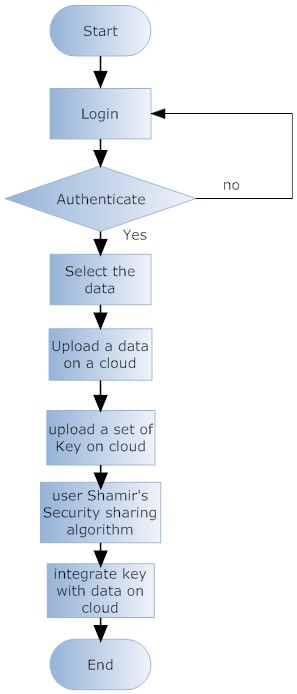 Start
Login
Authenticate
no
Yes
Select the
data
Upload a data
on a cloud
upload a set of
Key on cloud
user Shamir's
Security sharing
algorithm
integrate key
with data on
cloud
End